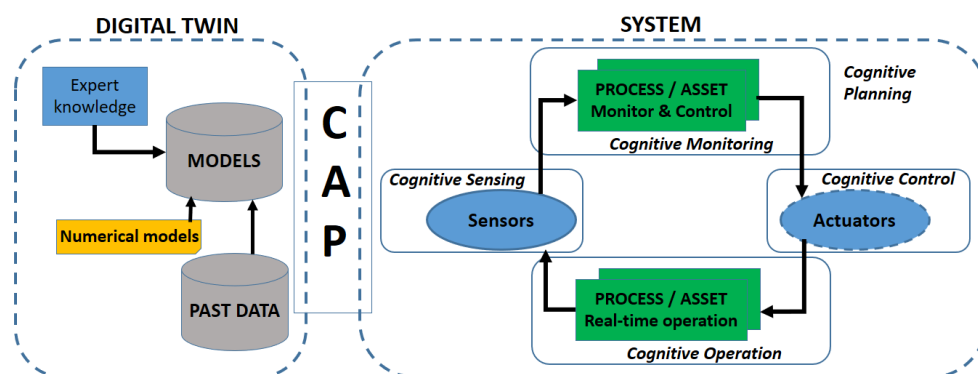 DIGITAL TWIN
Expert
knowledge
MODELS
Numerical models
PAST DATA
C
A
P
SYSTEM
Cognitive
Planning
PROCESS / ASSET
Monitor & Control
Cognitive Monitoring
Cognitive Sensing
Sensors
Cognitive Control
Actuators
PROCESS / ASSET
Real-time operation
Cognitive Operation